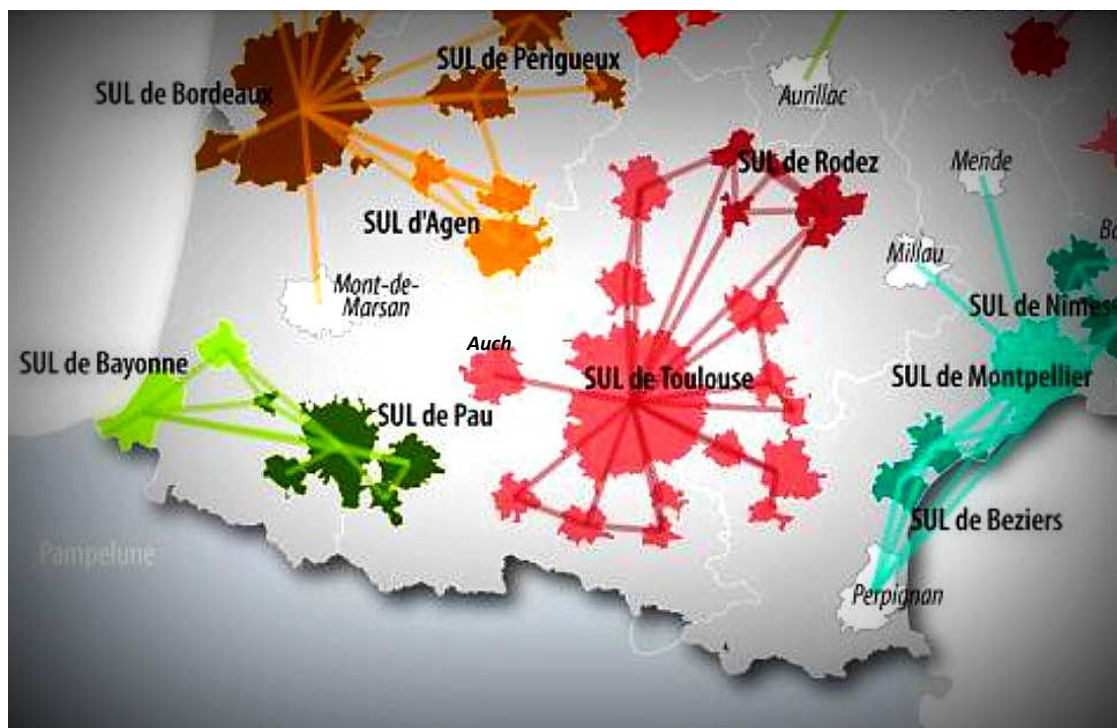 SUL de Périgueux
SUL de Bordeaux
Aurillac
SUL de Rodez
Mende
SUL d'Agen
Millau
Mont-de-
Marsan
SUL de Nimes
Auch
SUL de Bayonne
SUL de Toulouse
SUL de Montpellier
SUL de Pau
SUL de Beziers
Pampelune
Perpignan